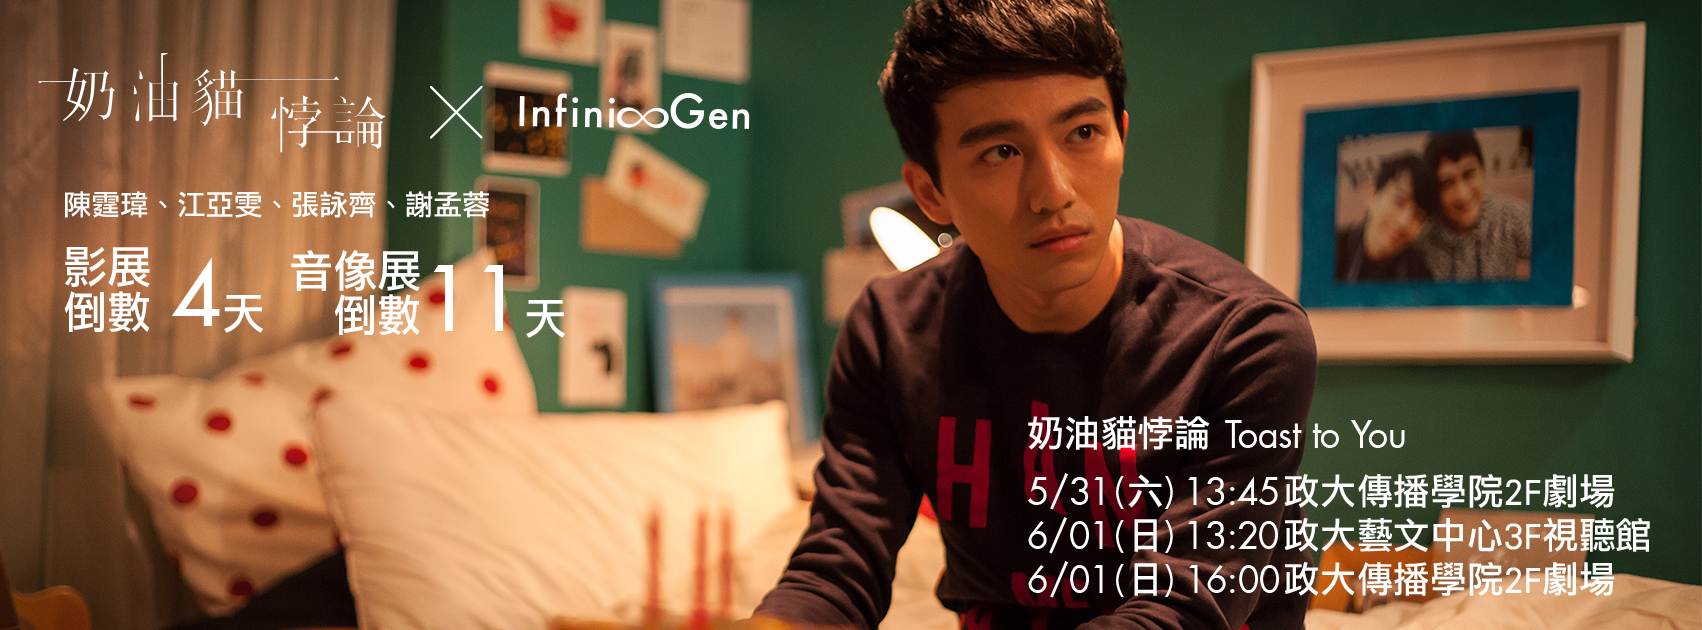 奶油貓悖論 × Infini∞Gen
陳霆瑋、江亞雯、張詠齊、謝孟蓉
影展倒數 4天 音像展倒數 11天
HAN
ME
奶油貓悖論 Toast to You
5/31(六) 13:45政大傳播學院2F劇場
6/01(日) 13:20政大藝文中心3F視聽館
6/01(日) 16:00政大傳播學院2F劇場